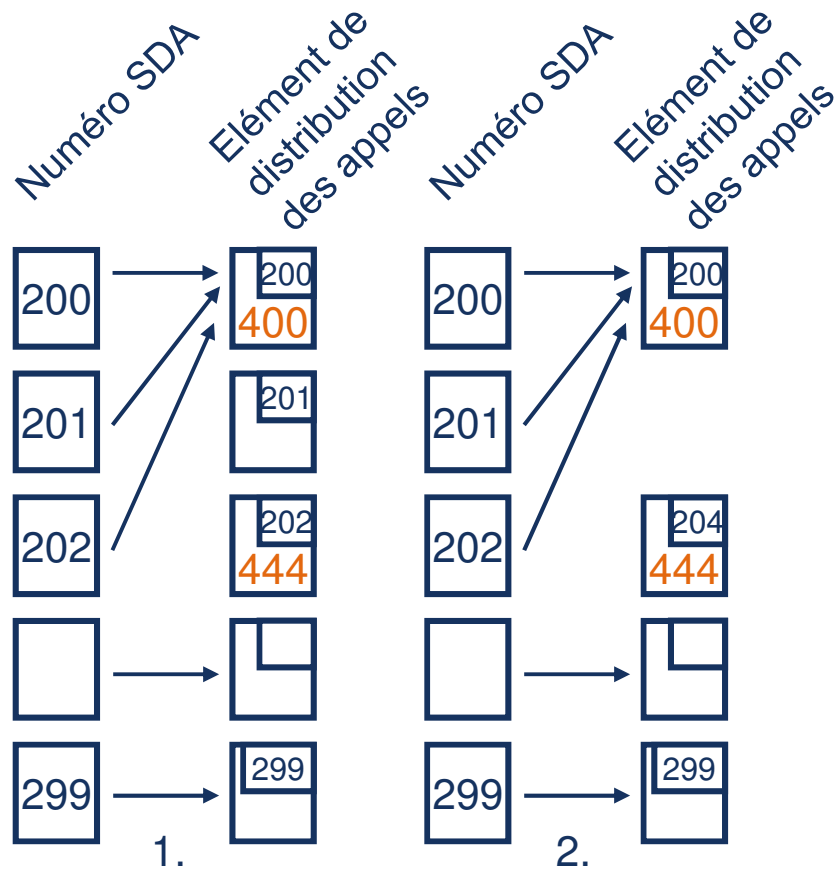 Numéro SDA
Elément de
distribution
des appels
Numéro SDA
Elément de
distribution
des appels
200
200
400
200
200
400
201
201
201
202
202
444
202
204
444
299
299
299
299
1.
2.